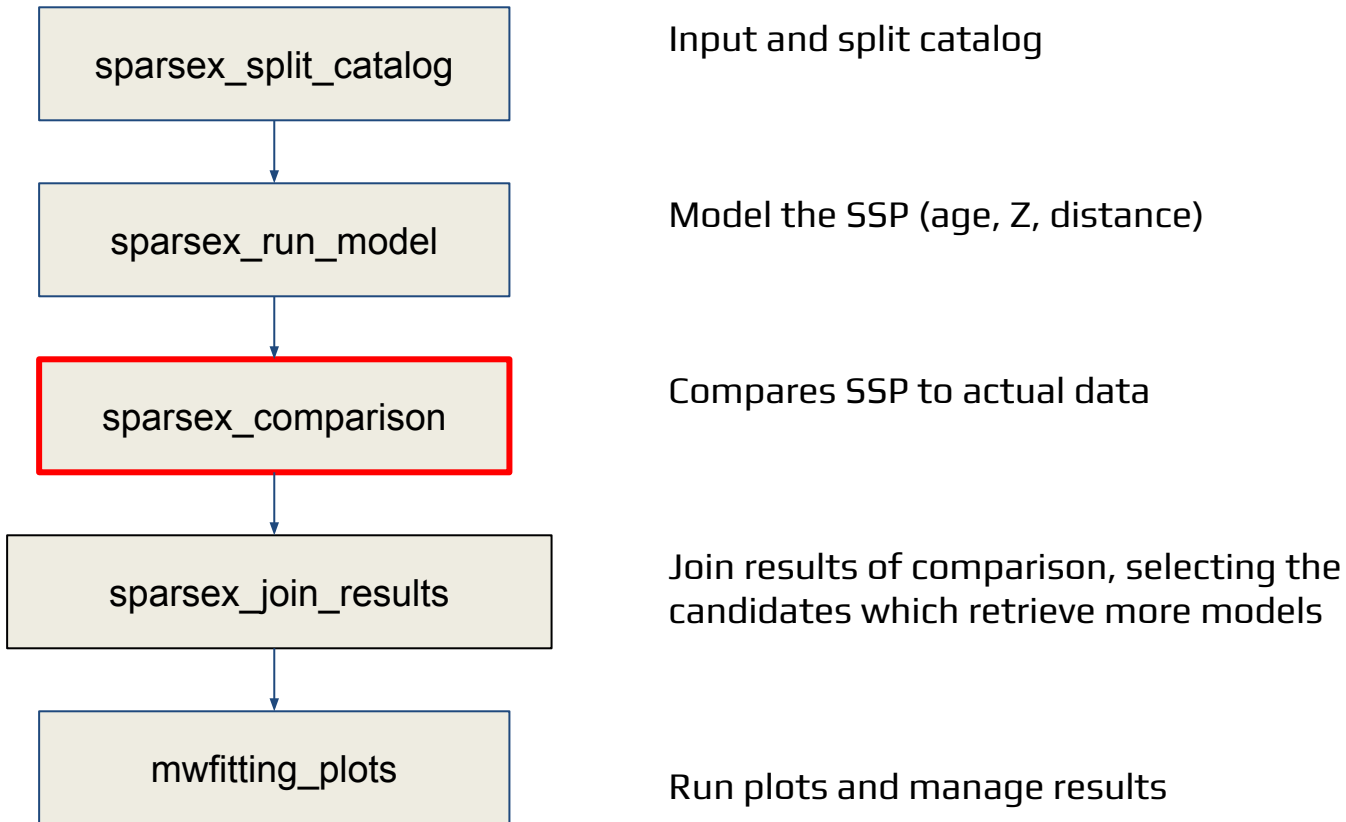 sparsex_split_catalog
Input and split catalog
sparsex_run_model
Model the SSP (age, Z, distance)
sparsex_comparison
Compares SSP to actual data
sparsex_join_results
Join results of comparison, selecting the
candidates which retrieve more models
mwfitting_plots
Run plots and manage results